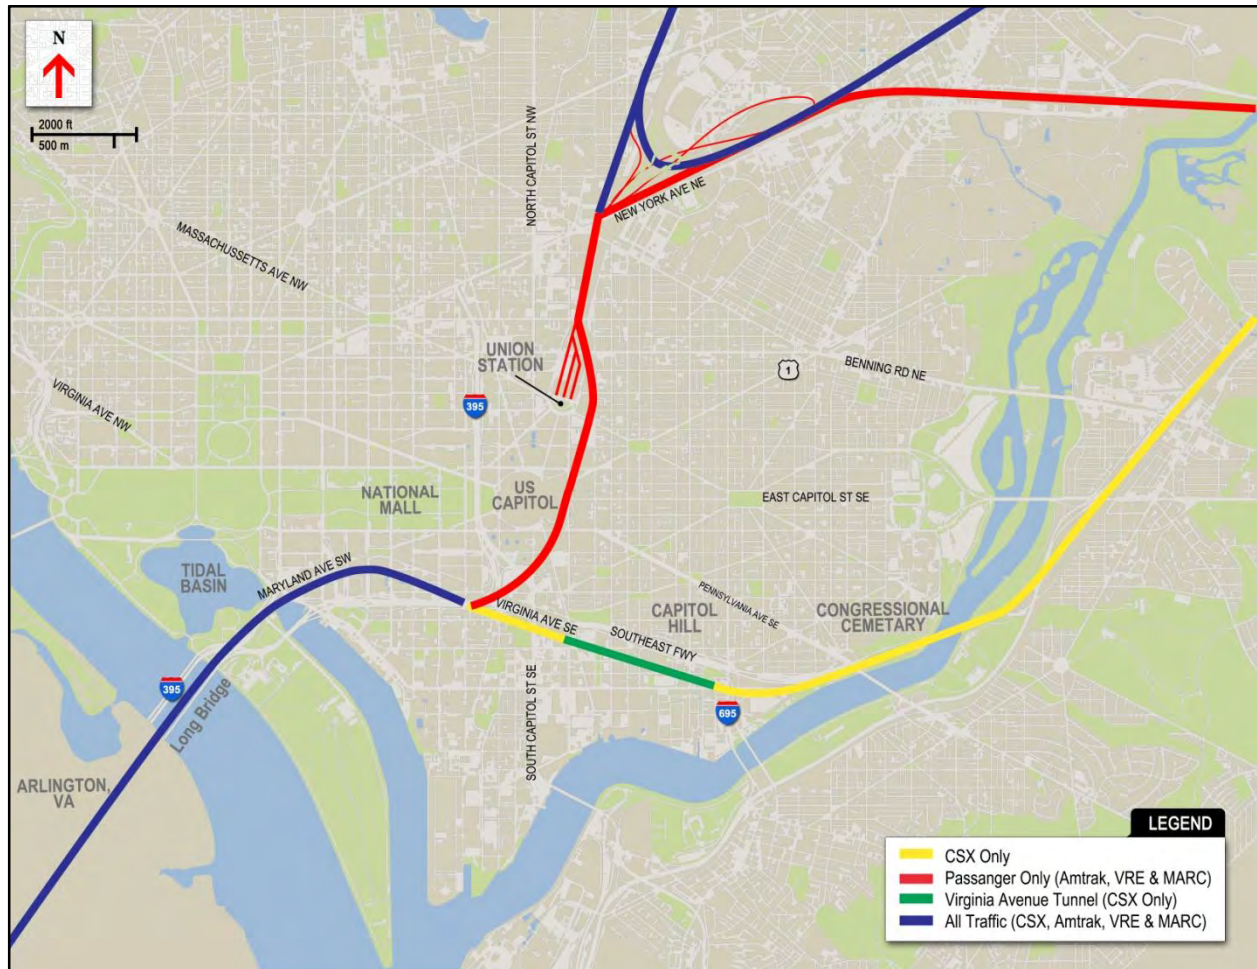 N
2000 ft
500 m
NORTH CAPITOL ST NW
NEW YORK AVE NE
MASSACHUSSETTS AVE NW
UNION
STATION
1
BENNING RD NE
395
VIRGINIA AVE NW
NATIONAL
MALL
US
CAPITOL
EAST CAPITOL ST SE
TIDAL
BASIN
MARYLAND AVE SW
VIRGINIA AVE SE
CAPITOL
HILL
PENNSYLVANIA AVE SE
CONGRESSIONAL
CEMETARY
SOUTHEAST FWY
395
Long Bridge
SOUTH CAPITOL ST SE
695
ARLINGTON,
VA
LEGEND
CSX Only
Passanger Only (Amtrak, VRE & MARC)
Virginia Avenue Tunnel (CSX Only)
All Traffic (CSX, Amtrak, VRE & MARC)